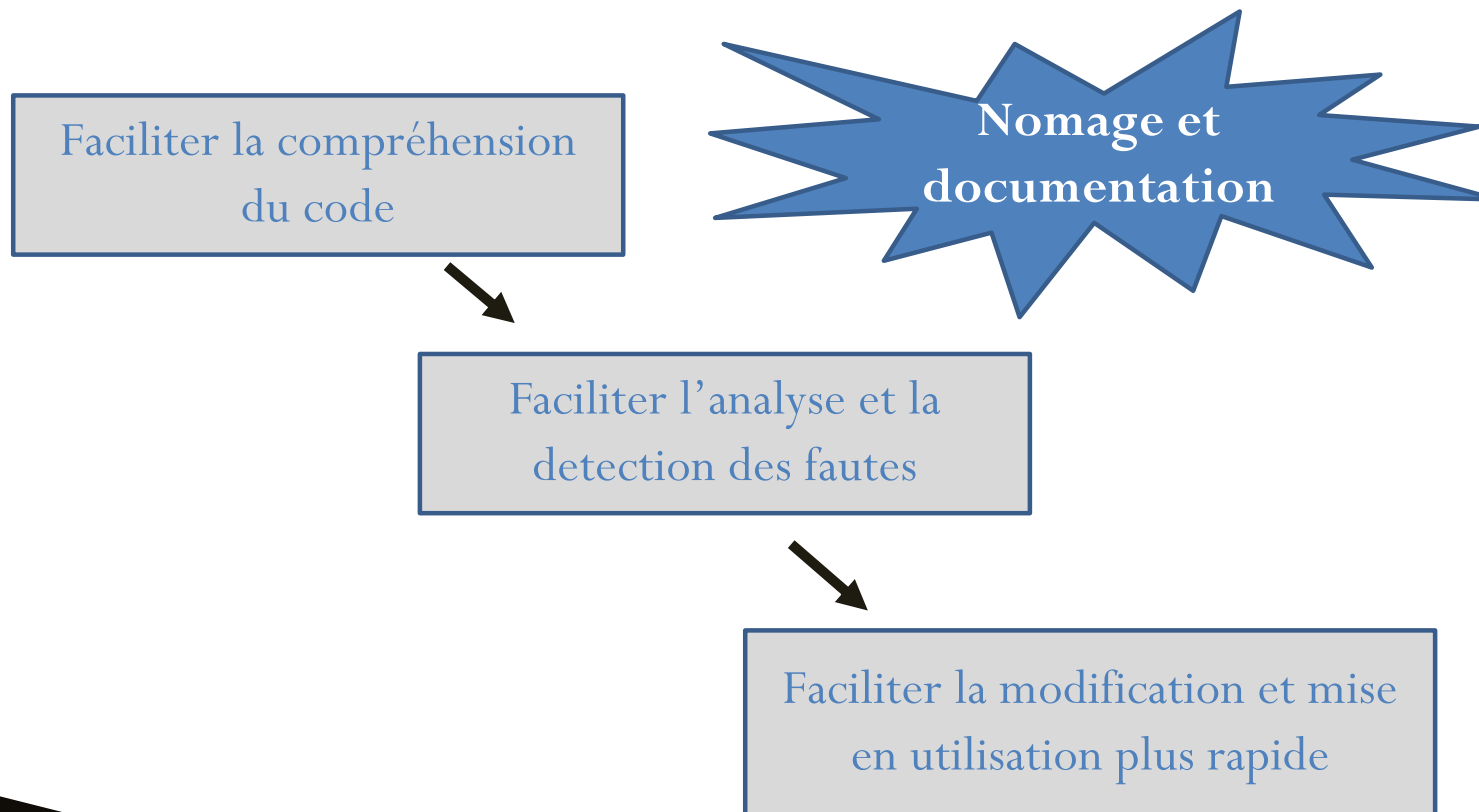 Faciliter la compréhension
du code
Nomage et
documentation
Faciliter l’analyse et la
detection des fautes
Faciliter la modification et mise
en utilisation plus rapide